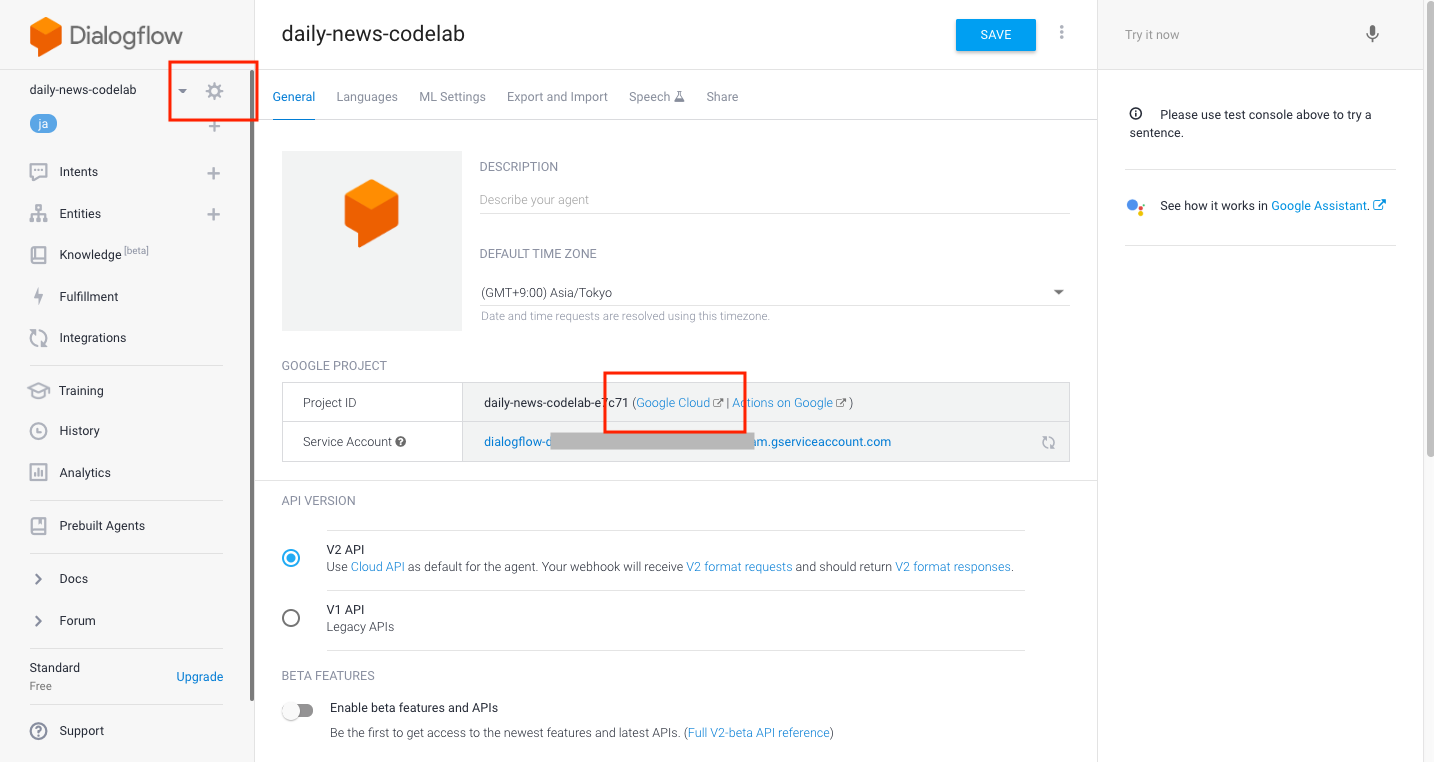 Dialogflow
daily-news-codelab
ja
Intents
Entities
Knowledge [beta]
Fulfillment
Integrations
Training
History
Analytics
Prebuilt Agents
Docs
Forum
Standard
Free
Upgrade
Support
daily-news-codelab
SAVE
General Languages ML Settings Export and Import Speech Share
DESCRIPTION
Describe your agent
DEFAULT TIME ZONE
(GMT+9:00) Asia/Tokyo
Date and time requests are resolved using this timezone.
GOOGLE PROJECT
Project ID daily-news-codelab-e7c71 (Google Cloud | Actions on Google )
Service Account dialogflow- am.gserviceaccount.com
API VERSION
V2 API
Use Cloud API as default for the agent. Your webhook will receive V2 format requests and should return V2 format responses.
V1 API
Legacy APIs
BETA FEATURES
Enable beta features and APIs
Be the first to get access to the newest features and latest APIs. (Full V2-beta API reference)
Try it now
Please use test console above to try a
sentence.
See how it works in Google Assistant.